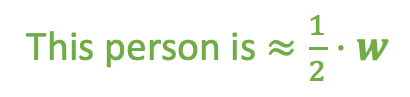 This person is ≈ 1/2 · w